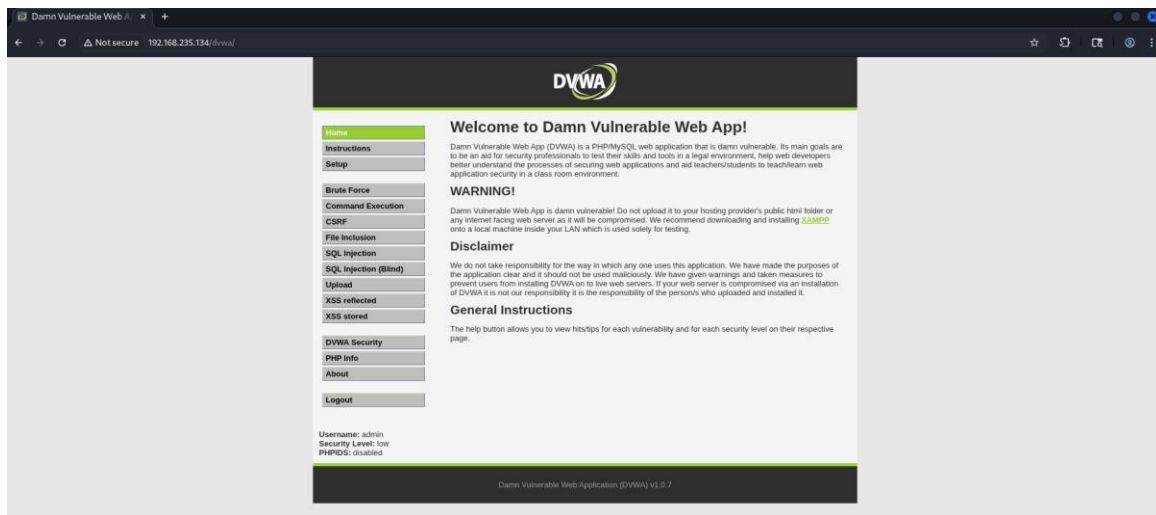 Damn Vulnerable Web A
Not secure 192.168.235.134/dvwa/
DVWA
Home
Instructions
Setup
Brute Force
Command Execution
CSRF
File Inclusion
SQL Injection
SQL Injection (Blind)
Upload
XSS reflected
XSS stored
DVWA Security
PHP Info
About
Logout
Username: admin
Security Level: low
PHPIDS: disabled
Welcome to Damn Vulnerable Web App!
Damn Vulnerable Web App (DVWA) is a PHP/MySQL web application that is damn vulnerable. Its main goals are
to be an aid for security professionals to test their skills and tools in a legal environment, help web developers
better understand the processes of securing web applications and aid teachers/students to teach/learn web
application security in a class room environment.
WARNING!
Damn Vulnerable Web App is damn vulnerable! Do not upload it to your hosting provider's public html folder or
any internet facing web server as it will be compromised. We recommend downloading and installing XAMPP
onto a local machine inside your LAN which is used solely for testing.
Disclaimer
We do not take responsibility for the way in which any one uses this application. We have made the purposes of
the application clear and it should not be used maliciously. We have given warnings and taken measures to
prevent users from installing DVWA on to live web servers. If your web server is compromised via an installation
of DVWA it is not our responsibility it is the responsibility of the person/s who uploaded and installed it.
General Instructions
The help button allows you to view hits/tips for each vulnerability and for each security level on their respective
page.
Damn Vulnerable Web Application (DVWA) v1.0.7